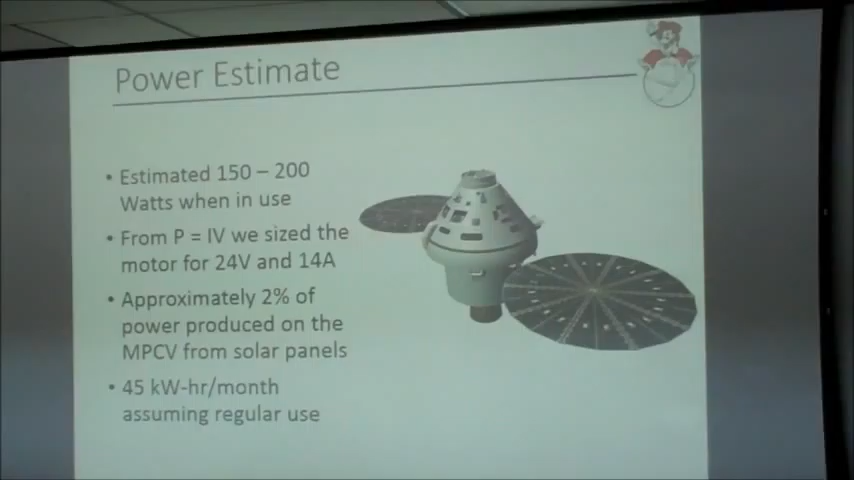 Power Estimate
• Estimated 150 – 200
Watts when in use
• From P = IV we sized the
motor for 24V and 14A
• Approximately 2% of
power produced on the
MPCV from solar panels
• 45 kW-hr/month
assuming regular use